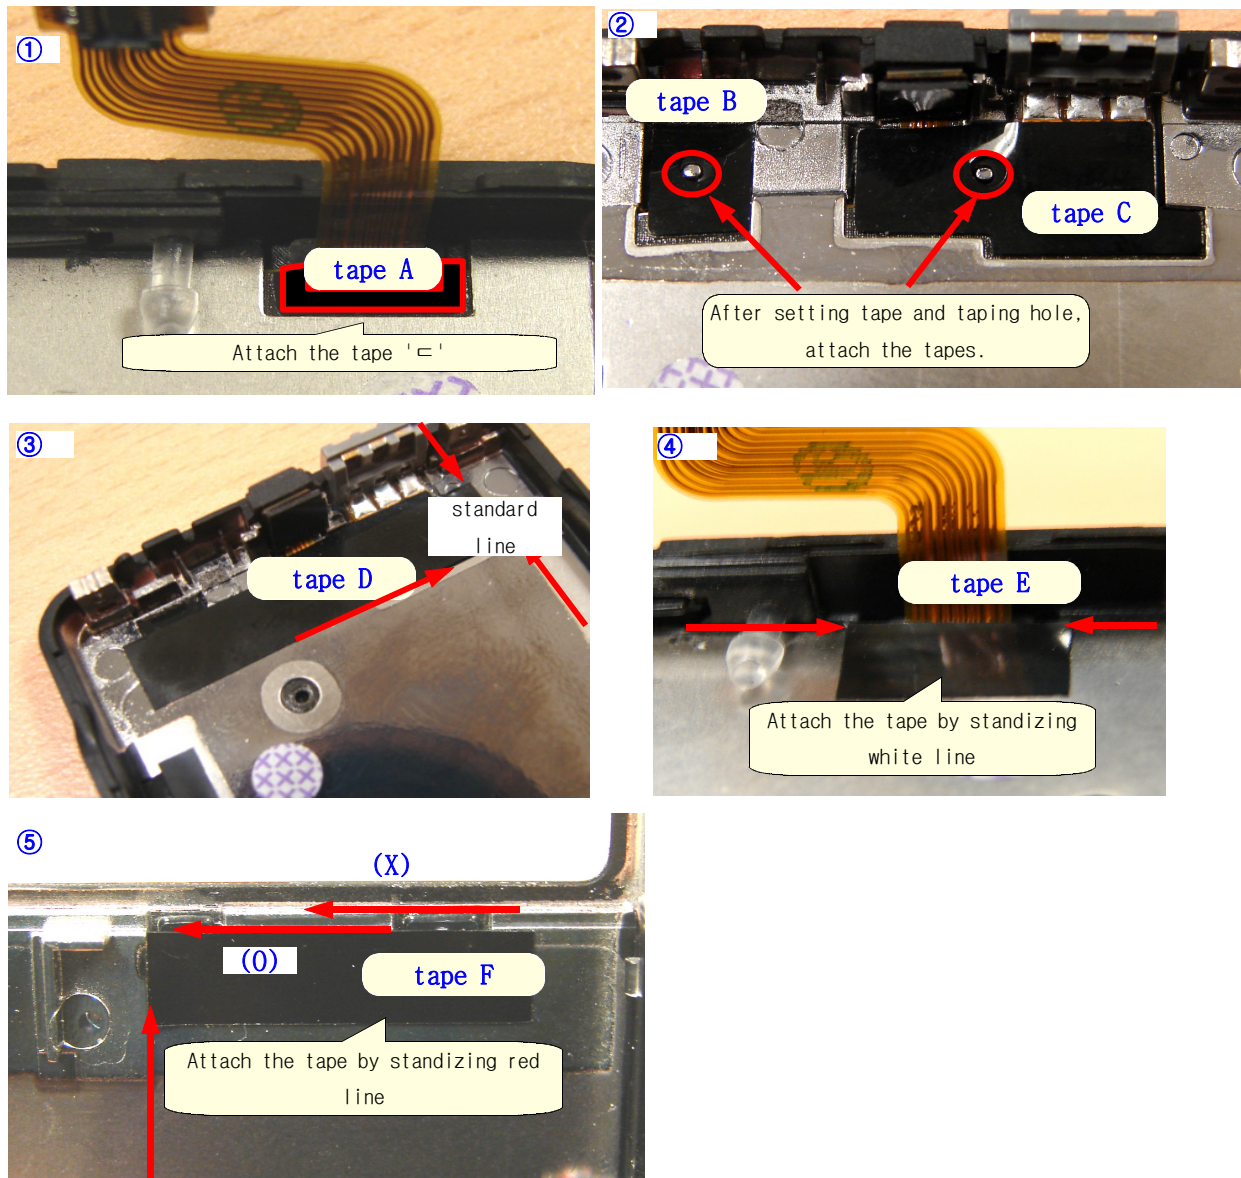 ①
tape A
Attach the tape 'ㄷ'
②
tape B
tape C
After setting tape and taping hole,
attach the tapes.
③
standard
line
tape D
④
tape E
Attach the tape by standizing
white line
⑤
(X)
(O)
tape F
Attach the tape by standizing red
line